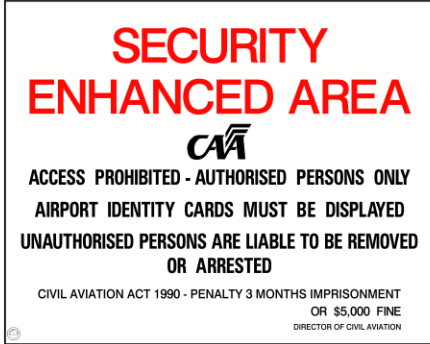 SECURITY
ENHANCED AREA
CAA
ACCESS PROHIBITED - AUTHORISED PERSONS ONLY
AIRPORT IDENTITY CARDS MUST BE DISPLAYED
UNAUTHORISED PERSONS ARE LIABLE TO BE REMOVED
OR ARRESTED
CIVIL AVIATION ACT 1990 - PENALTY 3 MONTHS IMPRISONMENT
OR $5,000 FINE
DIRECTOR OF CIVIL AVIATION